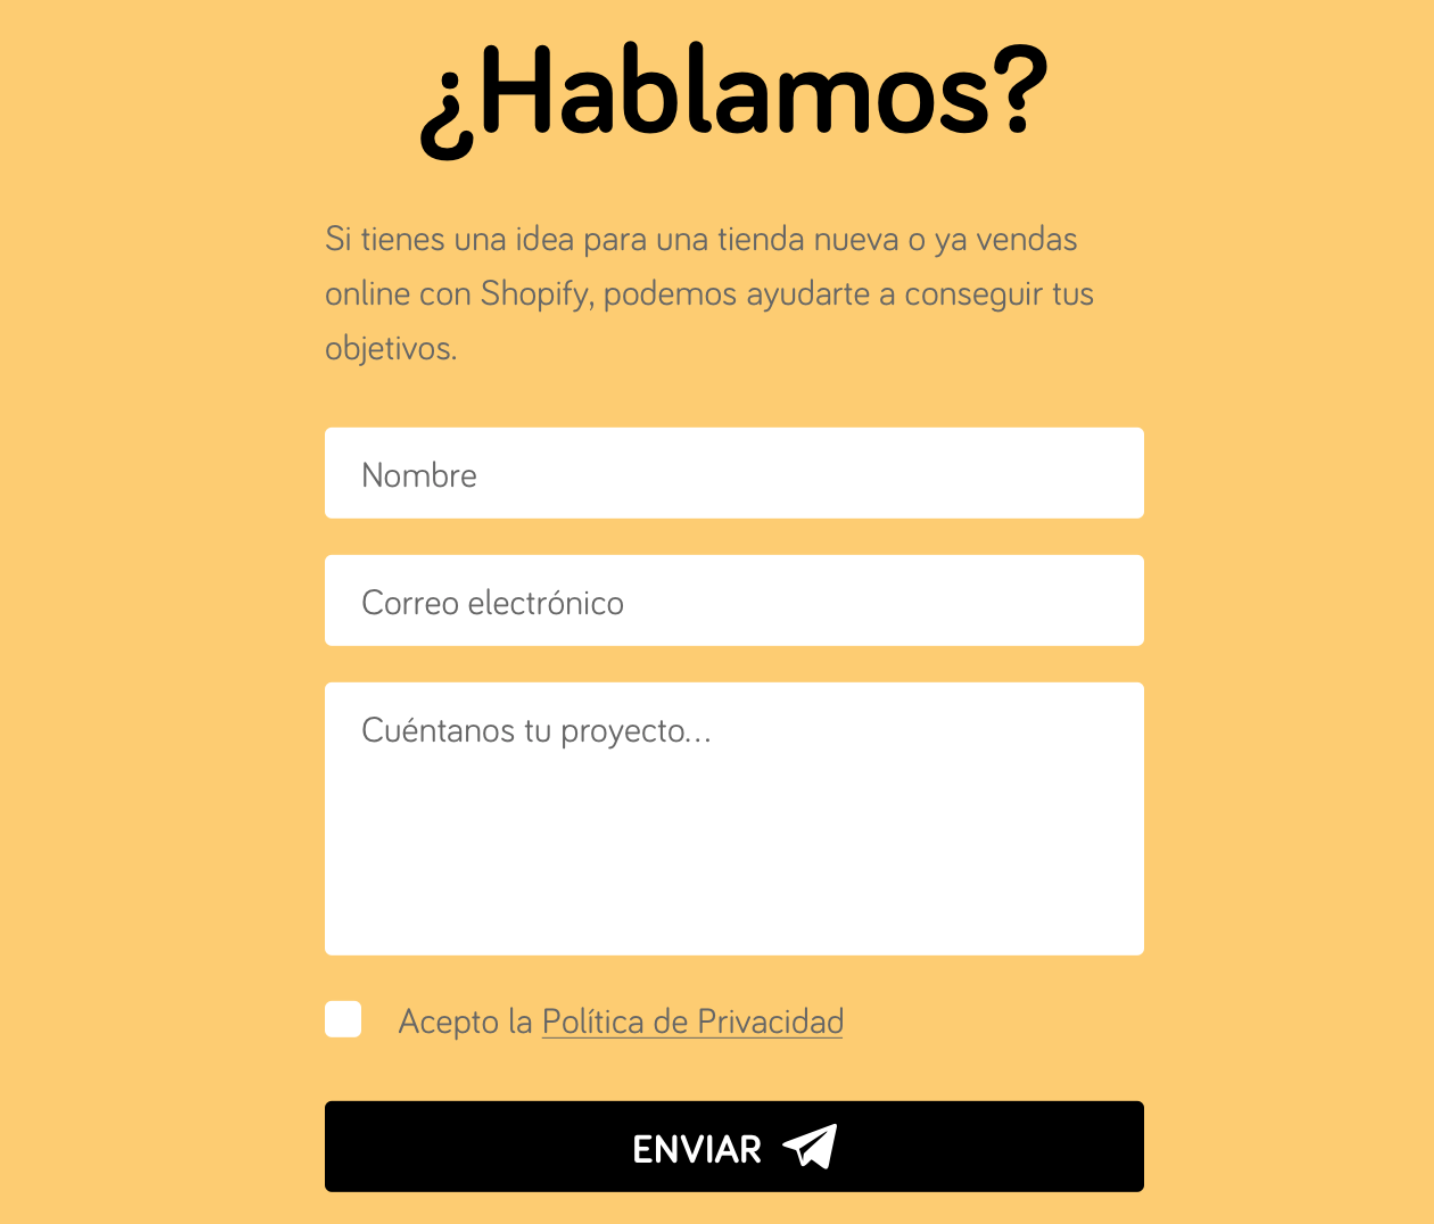 ¿Hablamos?
Si tienes una idea para una tienda nueva o ya vendas
online con Shopify, podemos ayudarte a conseguir tus
objetivos.
Nombre
Correo electrónico
Cuéntanos tu proyecto...
Acepto la Política de Privacidad
ENVIAR